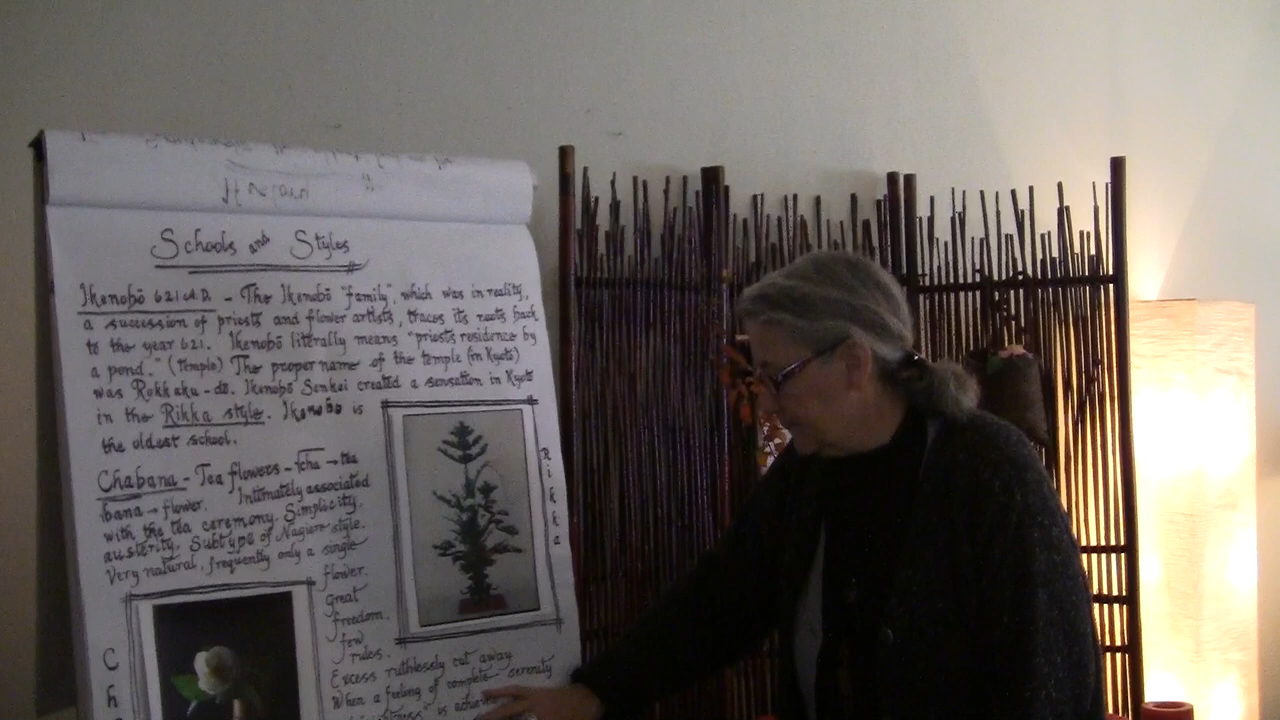 Schools and Styles
Ikenobō 621 A.D. - The Ikenobō "family", which was in reality,
a succession of priests and flower artists, traces its roots back
to the year 621. Ikenobō literally means "priests residence by
a pond." (temple) The proper name of the temple (in Kyoto)
was Rokkaku-dō. Ikenobō Senkei created a sensation in Kyoto
in the Rikka style. Ikenobō is
the oldest school.
Rikka
Chabana - Tea flowers - cha → tea
bana → flower. Intimately associated
with the tea ceremony. Simplicity,
austerity. Subtype of Nageire style.
Very natural, frequently only a single
flower.
great
freedom.
few
rules.
Excess ruthlessly cut away
When a feeling of complete serenity
is
Cha